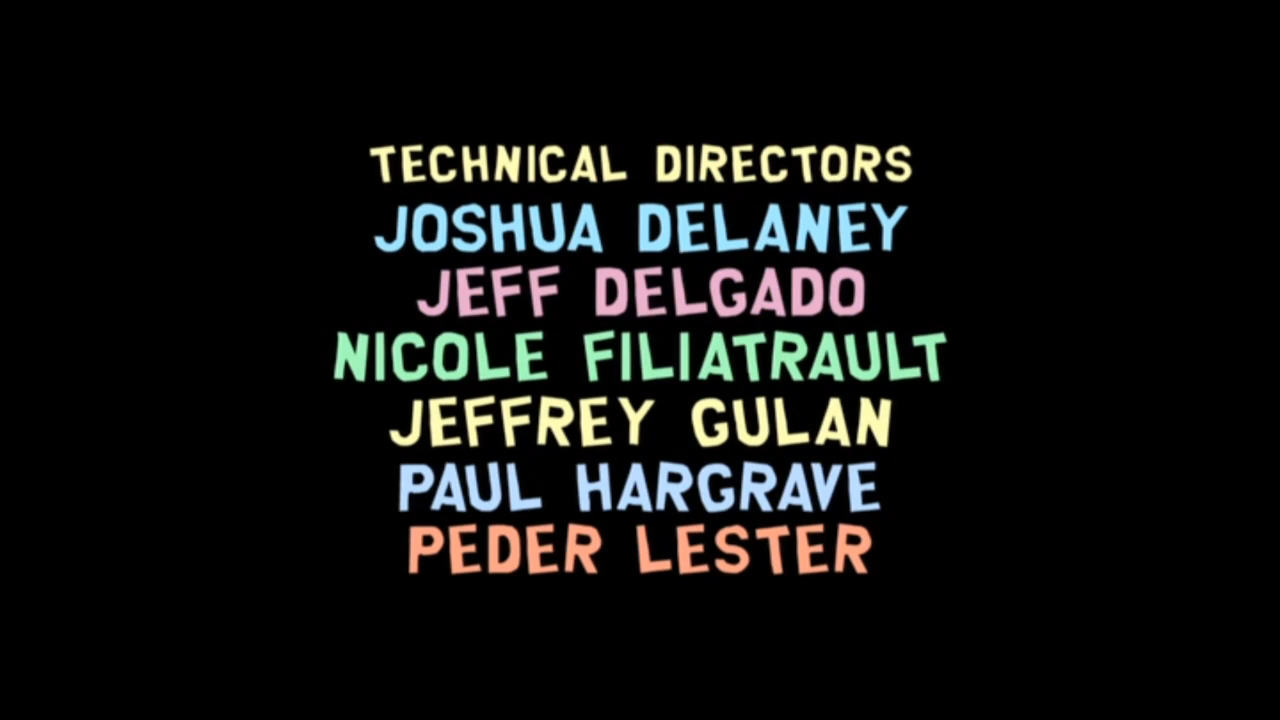 TECHNICAL DIRECTORS
JOSHUA DELANEY
JEFF DELGADO
NICOLE FILIATRAULT
JEFFREY GULAN
PAUL HARGRAVE
PEDER LESTER